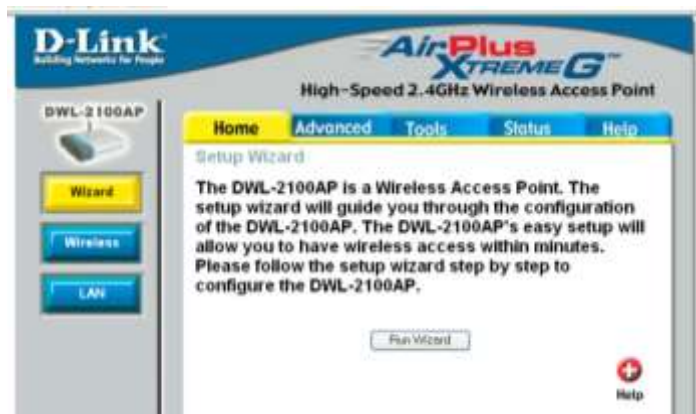 D-Link
Building Networks for People
AirPlus
XTREME G™
High-Speed 2.4GHz Wireless Access Point
DWL-2100AP
Home Advanced Tools Status Help
Wizard
Wireless
LAN
Setup Wizard
The DWL-2100AP is a Wireless Access Point. The
setup wizard will guide you through the configuration
of the DWL-2100AP. The DWL-2100AP's easy setup will
allow you to have wireless access within minutes.
Please follow the setup wizard step by step to
configure the DWL-2100AP.
Run Wizard
Help